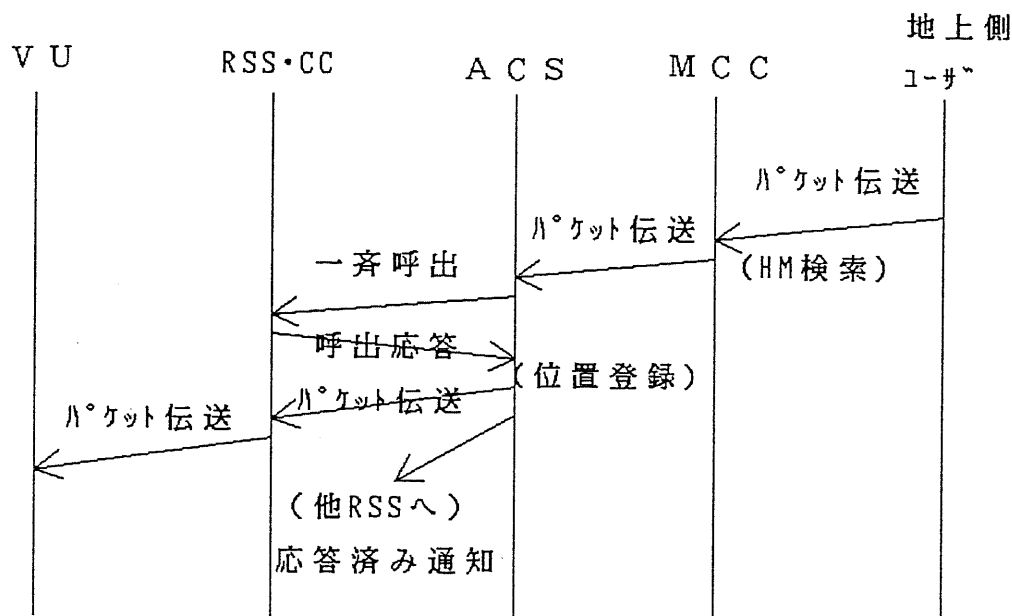 VU
RSS・CC
ACS
MCC
地上側
ユーザ
パケット伝送
パケット伝送
(HM検索)
一斉呼出
呼出応答
(位置登録)
パケット伝送
パケット伝送
(他RSSへ)
応答済み通知